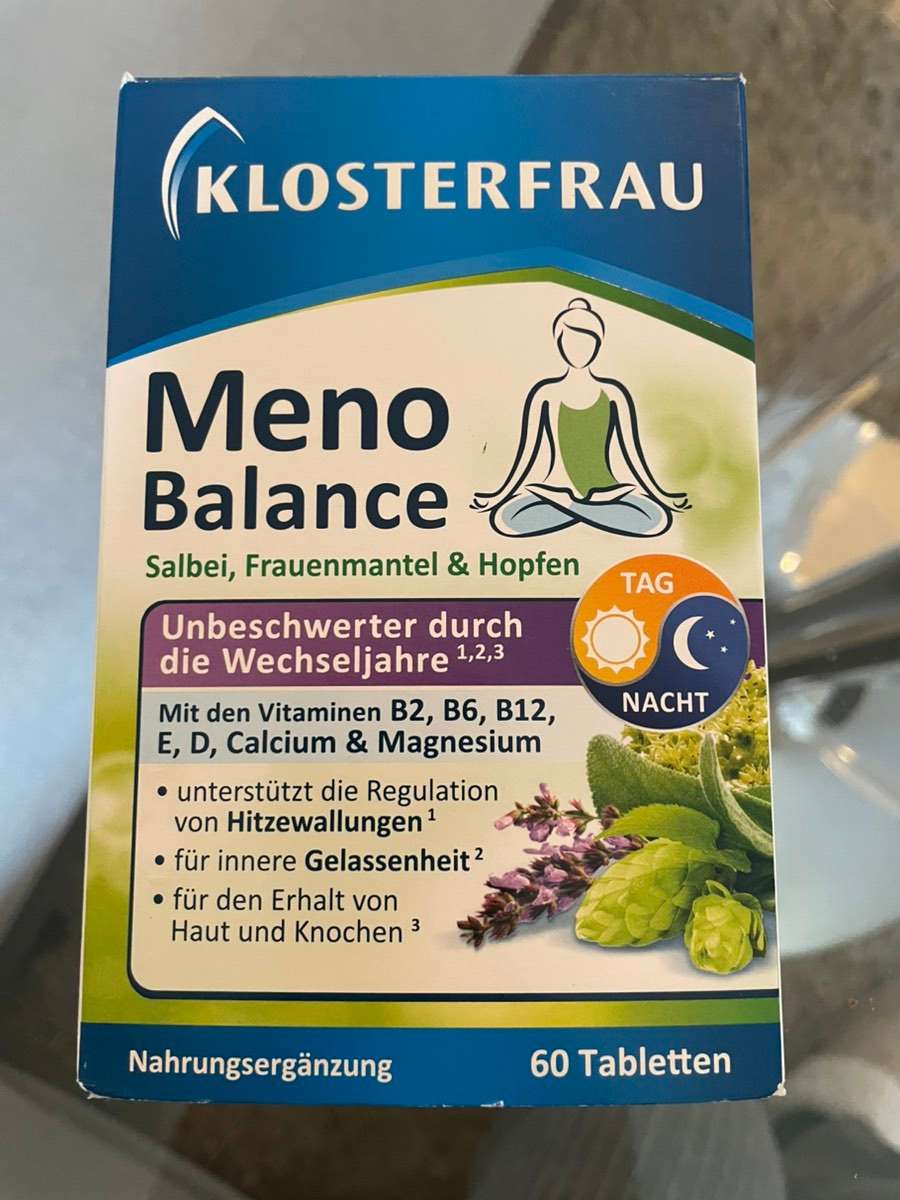 KLOSTERFRAU
Meno
Balance
Salbei, Frauenmantel & Hopfen
TAG
NACHT
Unbeschwerter durch
die Wechseljahre 1,2,3
Mit den Vitaminen B2, B6, B12,
E, D, Calcium & Magnesium
• unterstützt die Regulation
von Hitzewallungen 1
• für innere Gelassenheit 2
• für den Erhalt von
Haut und Knochen 3
Nahrungsergänzung
60 Tabletten